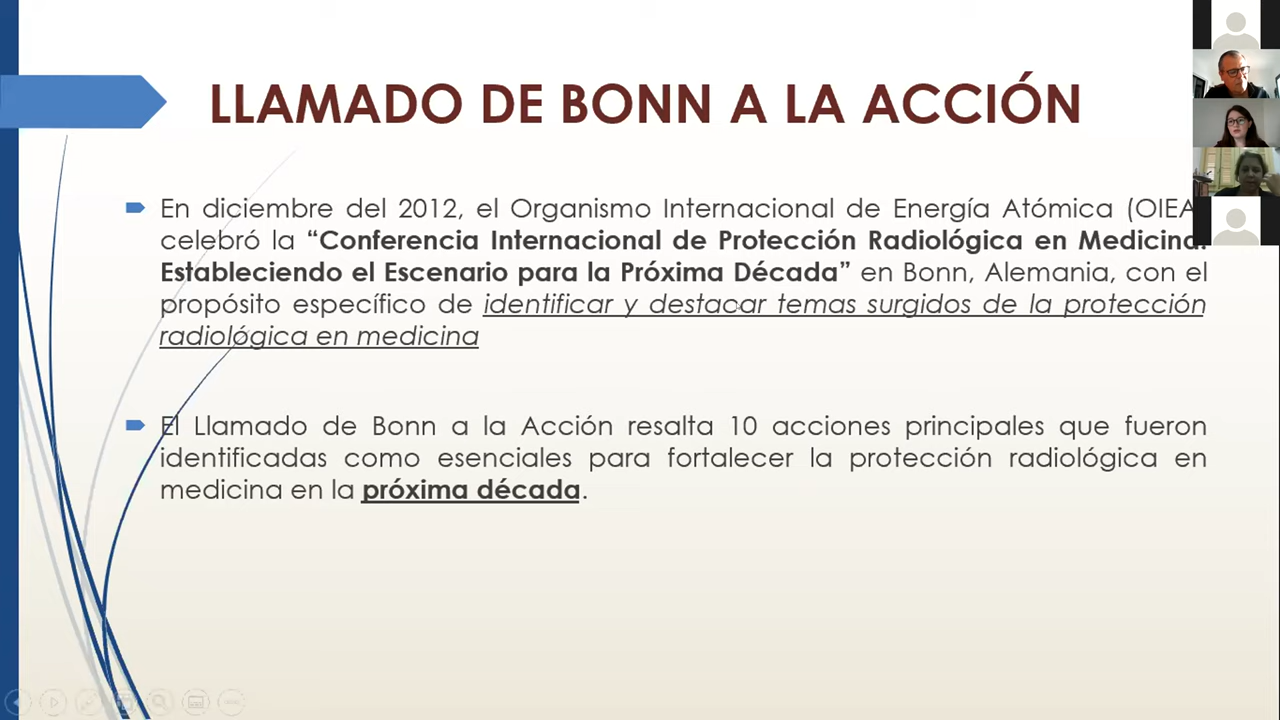 LLAMADO DE BONN A LA ACCIÓN
En diciembre del 2012, el Organismo Internacional de Energía Atómica (OIEA
celebró la “Conferencia Internacional de Protección Radiológica en Medicina:
Estableciendo el Escenario para la Próxima Década” en Bonn, Alemania, con el
propósito específico de identificar y destacar temas surgidos de la protección
radiológica en medicina
El Llamado de Bonn a la Acción resalta 10 acciones principales que fueron
identificadas como esenciales para fortalecer la protección radiológica en
medicina en la próxima década.